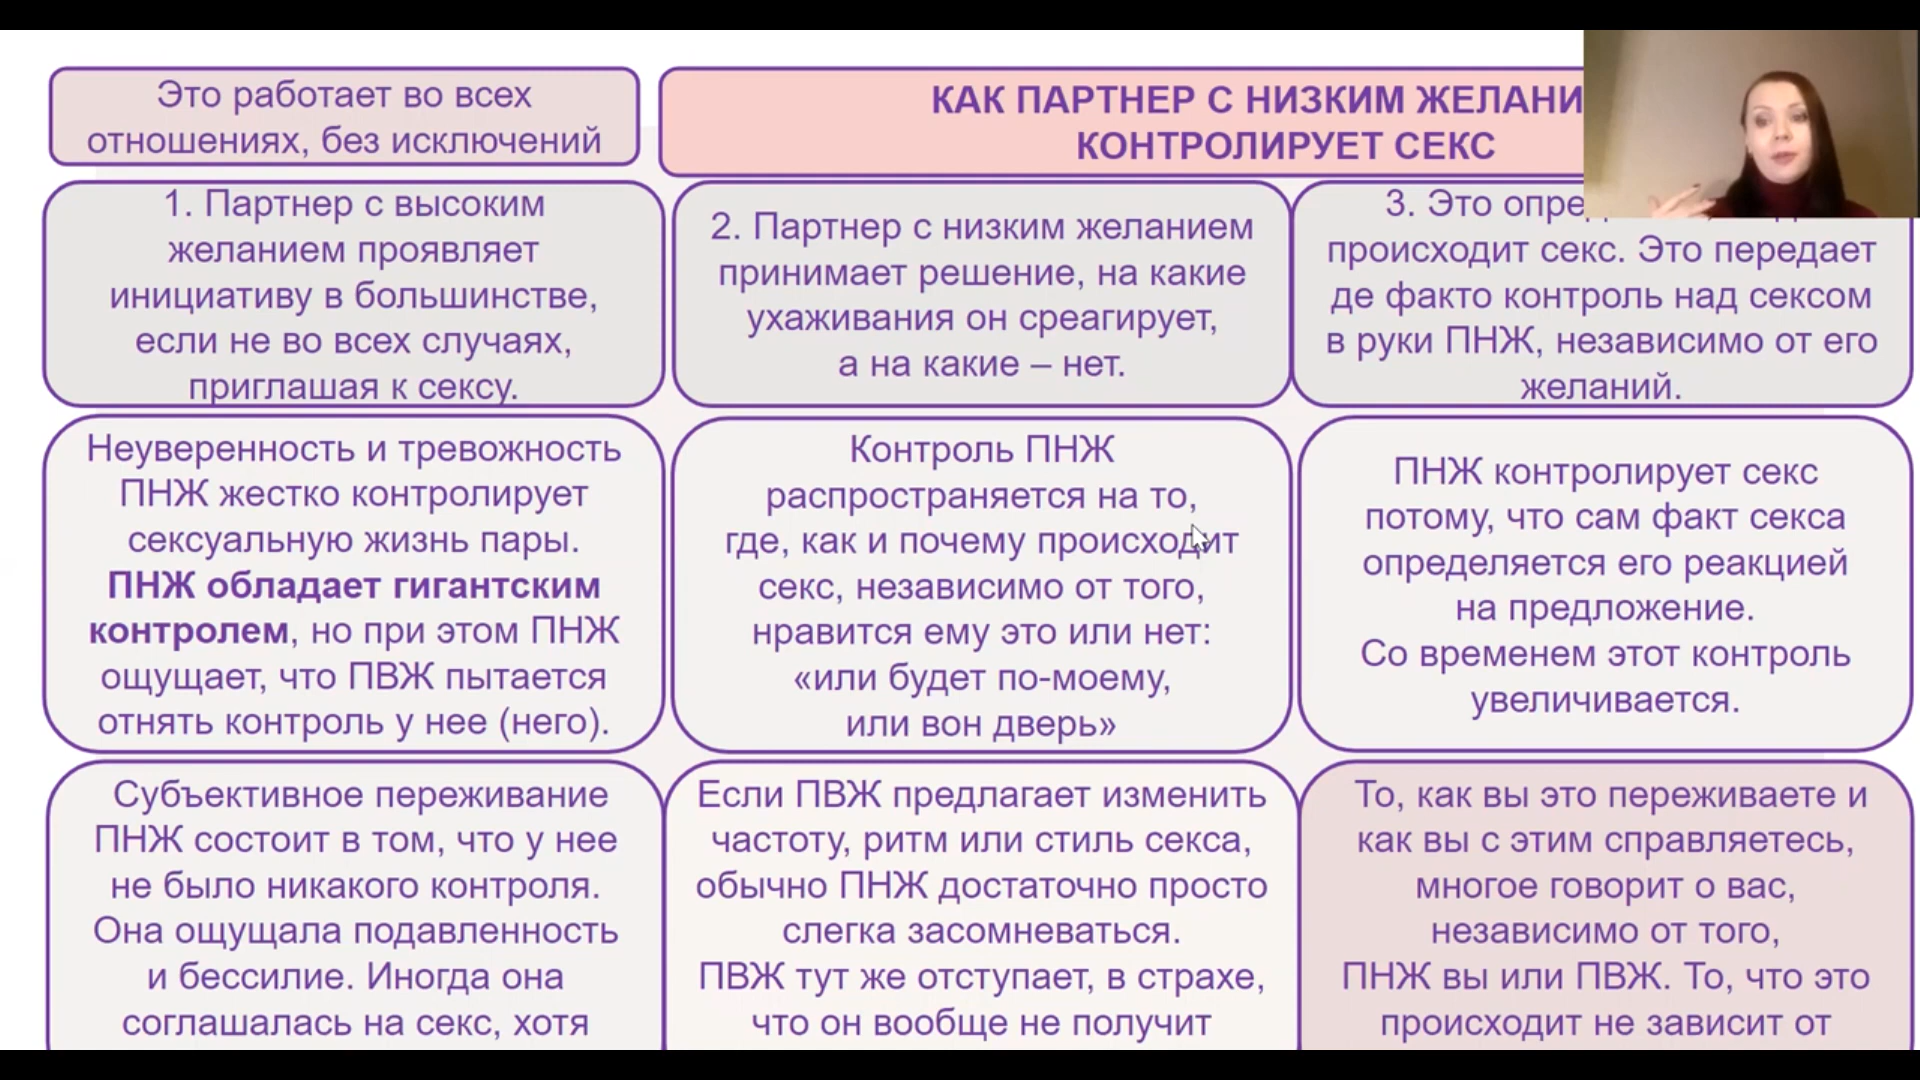 Это работает во всех
отношениях, без исключений
КАК ПАРТНЕР С НИЗКИМ
КОНТРОЛИРУЕТ СЕКС
1. Партнер с высоким
желанием проявляет
инициативу в большинстве,
если не во всех случаях,
приглашая к сексу.
2. Партнер с низким желанием
принимает решение, на какие
ухаживания он среагирует,
а на какие – нет.
3. Это
происходит секс. Это передает
де факто контроль над сексом
в руки ПНЖ, независимо от его
желаний.
Неуверенность и тревожность
ПНЖ жестко контролирует
сексуальную жизнь пары.
ПНЖ обладает гигантским
контролем, но при этом ПНЖ
ощущает, что ПВЖ пытается
отнять контроль у нее (него).
Контроль ПНЖ
распространяется на то,
где, как и почему происходит
секс, независимо от того,
нравится ему это или нет:
«или будет по-моему,
или вон дверь»
ПНЖ контролирует секс
потому, что сам факт секса
определяется его реакцией
на предложение.
Со временем этот контроль
увеличивается.
Субъективное переживание
ПНЖ состоит в том, что у нее
не было никакого контроля.
Она ощущала подавленность
и бессилие. Иногда она
соглашалась на секс, хотя
Если ПВЖ предлагает изменить
частоту, ритм или стиль секса,
обычно ПНЖ достаточно просто
слегка засомневаться.
ПВЖ тут же отступает, в страхе,
что он вообще не получит
То, как вы это переживаете и
как вы с этим справляетесь,
многое говорит о вас,
независимо от того,
ПНЖ вы или ПВЖ. То, что это
происходит не зависит от